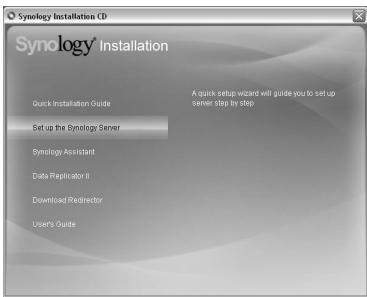 Synology Installation CD
Synology Installation
Quick Installation Guide
Set up the Synology Server
Synology Assistant
Data Replicator II
Download Redirector
User's Guide
A quick setup wizard will guide you to set up
server step by step